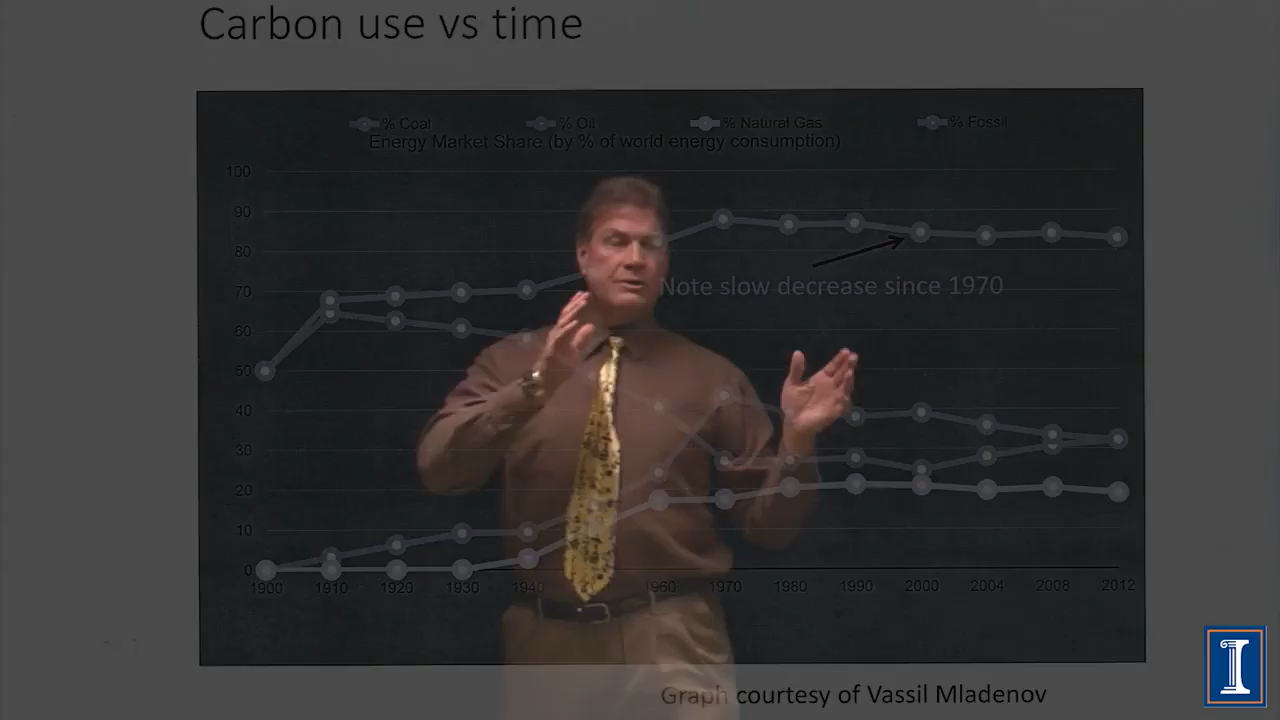 Carbon use vs time
% Coal % Oil % Natural Gas % Fossil
Energy Market Share (by % of world energy consumption)
100
90
80
70
60
50
40
30
20
10
0
Note slow decrease since 1970
1900 1910 1920 1930 1940 1960 1970 1980 1990 2000 2004 2008 2012
Graph courtesy of Vassil Mladenov
I